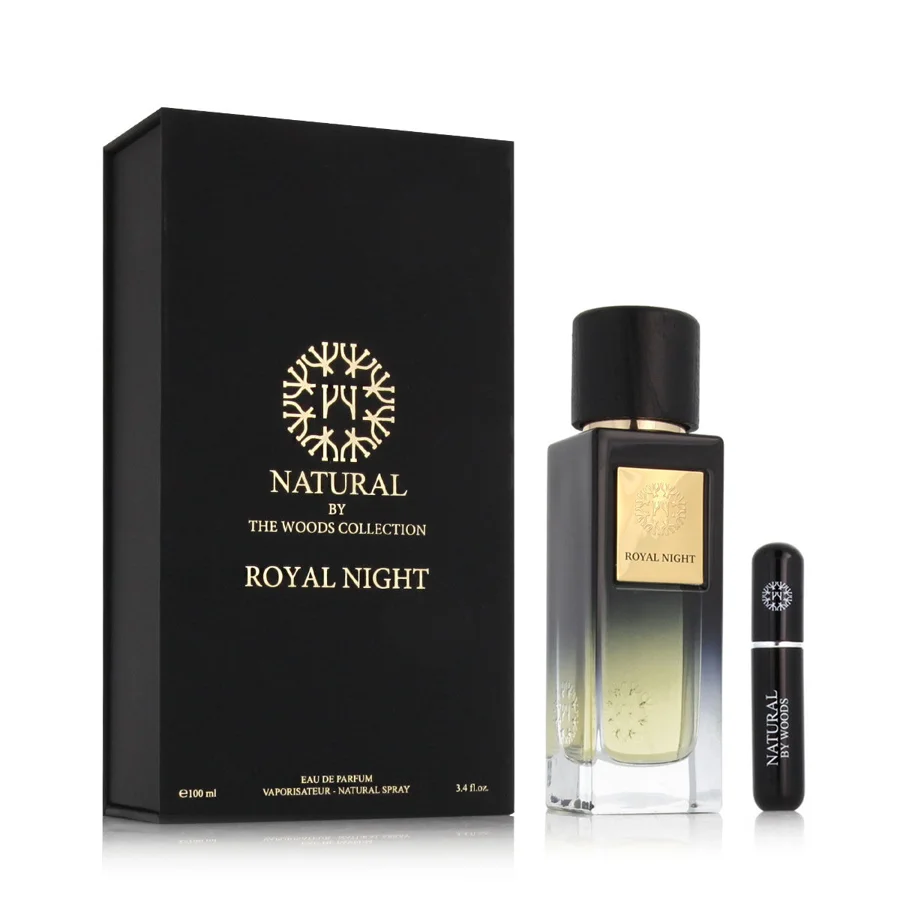 NATURAL
BY
THE WOODS COLLECTION
ROYAL NIGHT
EAU DE PARFUM
VAPORISATEUR - NATURAL SPRAY
℮100 ml
3.4 fl.oz.
ROYAL NIGHT
NATURAL
BY WOODS